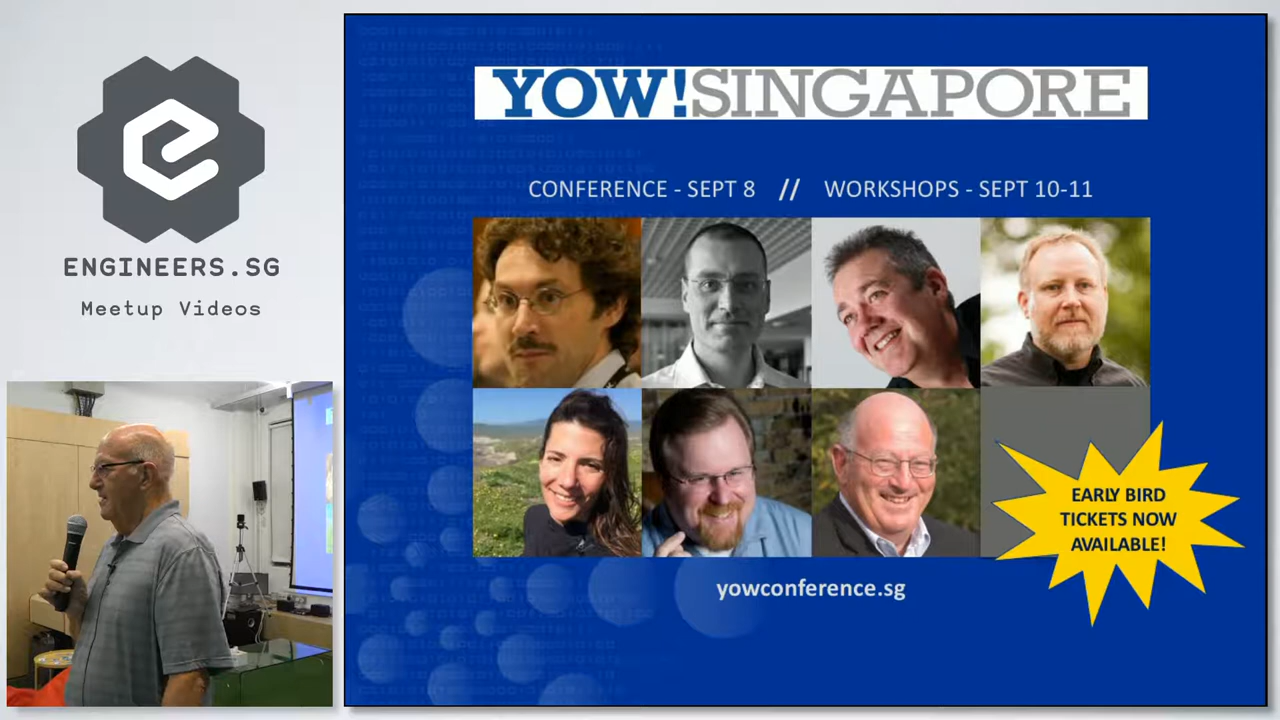 ENGINEERS.SG
Meetup Videos
YOW!SINGAPORE
CONFERENCE - SEPT 8 // WORKSHOPS - SEPT 10-11
EARLY BIRD
TICKETS NOW
AVAILABLE!
yowconference.sg